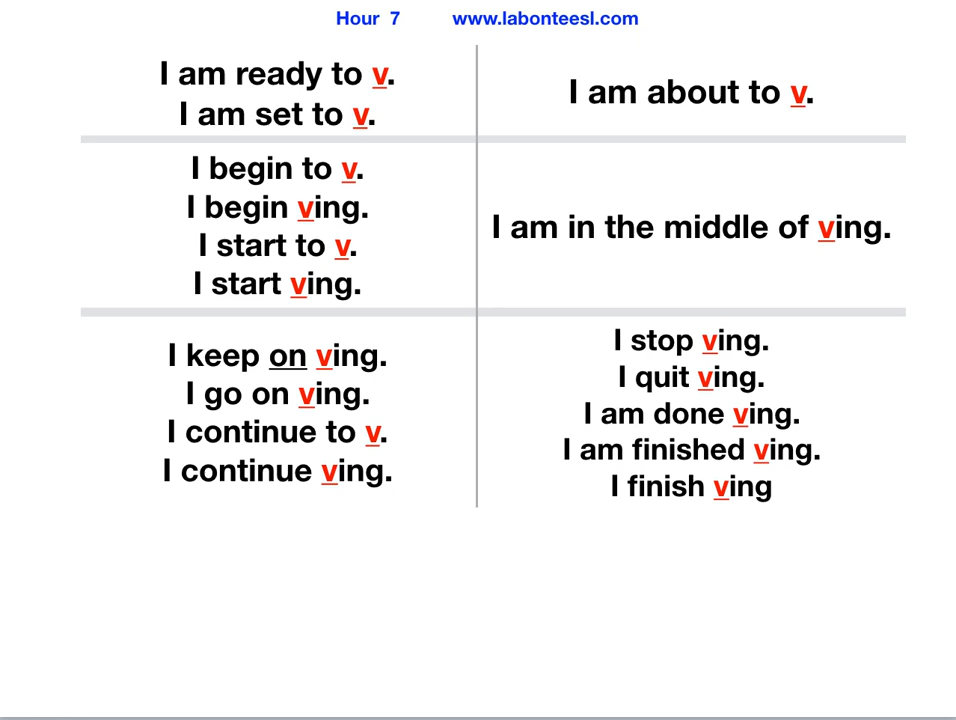 Hour 7 www.labonteesl.com
I am ready to v.
I am set to v.
I am about to v.
I begin to v.
I begin ving.
I start to v.
I start ving.
I am in the middle of ving.
I keep on ving.
I go on ving.
I continue to v.
I continue ving.
I stop ving.
I quit ving.
I am done ving.
I am finished ving.
I finish ving